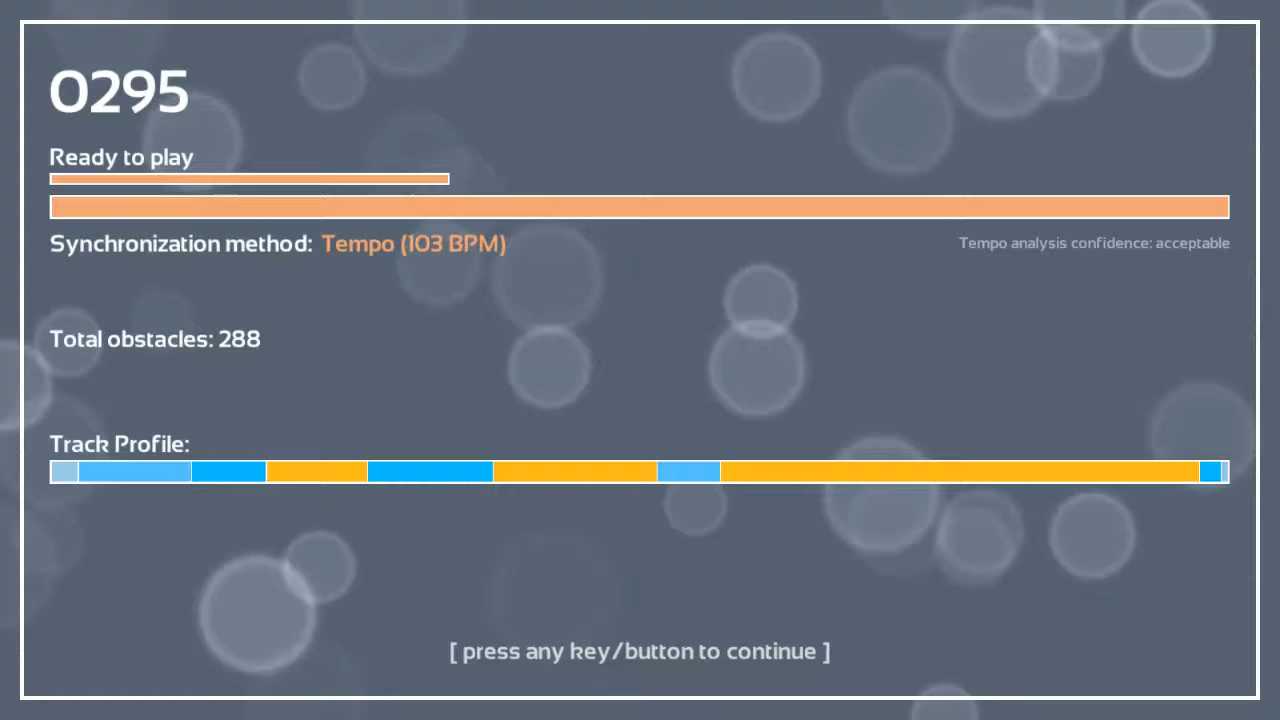 0295
Ready to play
Synchronization method: Tempo (103 BPM)
Tempo analysis confidence: acceptable
Total obstacles: 288
Track Profile:
[ press any key/button to continue ]